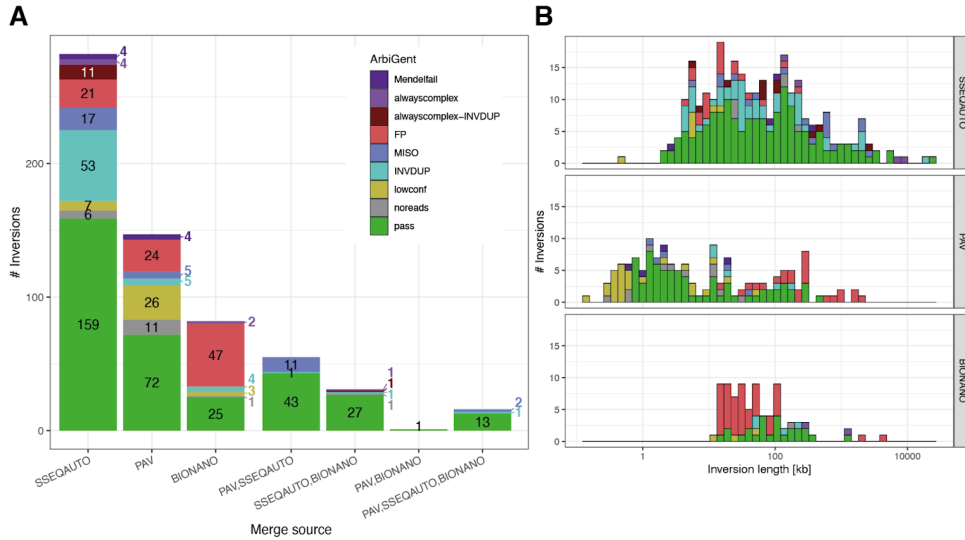 A
ArbiGent
Mendelfail
alwayscomplex
alwayscomplex−INVDUP
FP
MISO
INVDUP
lowconf
noreads
pass
# Inversions
200
100
0
4
4
11
21
17
53
7
6
159
4
24
5
5
26
11
72
2
47
4
3
1
25
11
1
43
1
1
1
1
27
1
2
1
13
SSEQAUTO
PAV
BIONANO
PAV,SSEQAUTO
SSEQAUTO,BIONANO
PAV,BIONANO
PAV,SSEQAUTO,BIONANO
Merge source
B
# Inversions
15
10
5
0
SSEQAUTO
15
10
5
0
PAV
15
10
5
0
BIONANO
1
100
10000
Inversion length [kb]